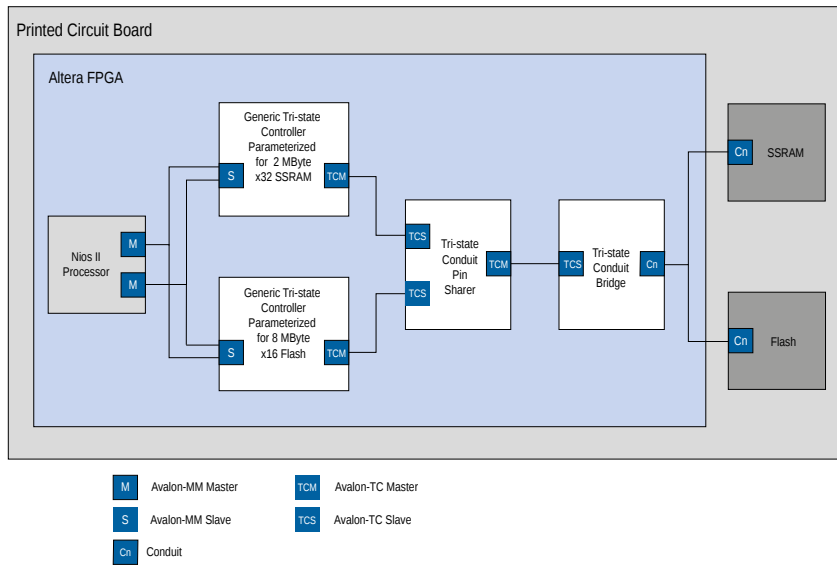 Printed Circuit Board
Altera FPGA
Generic Tri-state
Controller
Parameterized
for 2 MByte
x32 SSRAM
S
TCM
Cn
SSRAM
Nios II
Processor
M
M
TCS
TCS
Tri-state
Conduit
Pin
Sharer
TCM
TCS
Tri-state
Conduit
Bridge
Cn
Generic Tri-state
Controller
Parameterized
for 8 MByte
x16 Flash
S
TCM
Cn
Flash
M Avalon-MM Master
TCM Avalon-TC Master
S Avalon-MM Slave
TCS Avalon-TC Slave
Cn Conduit